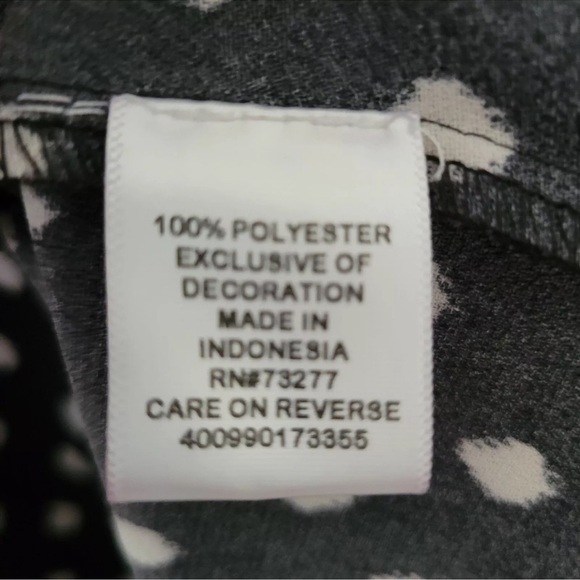 100% POLYESTER
EXCLUSIVE OF
DECORATION
MADE IN
INDONESIA
RN#73277
CARE ON REVERSE
400990173355